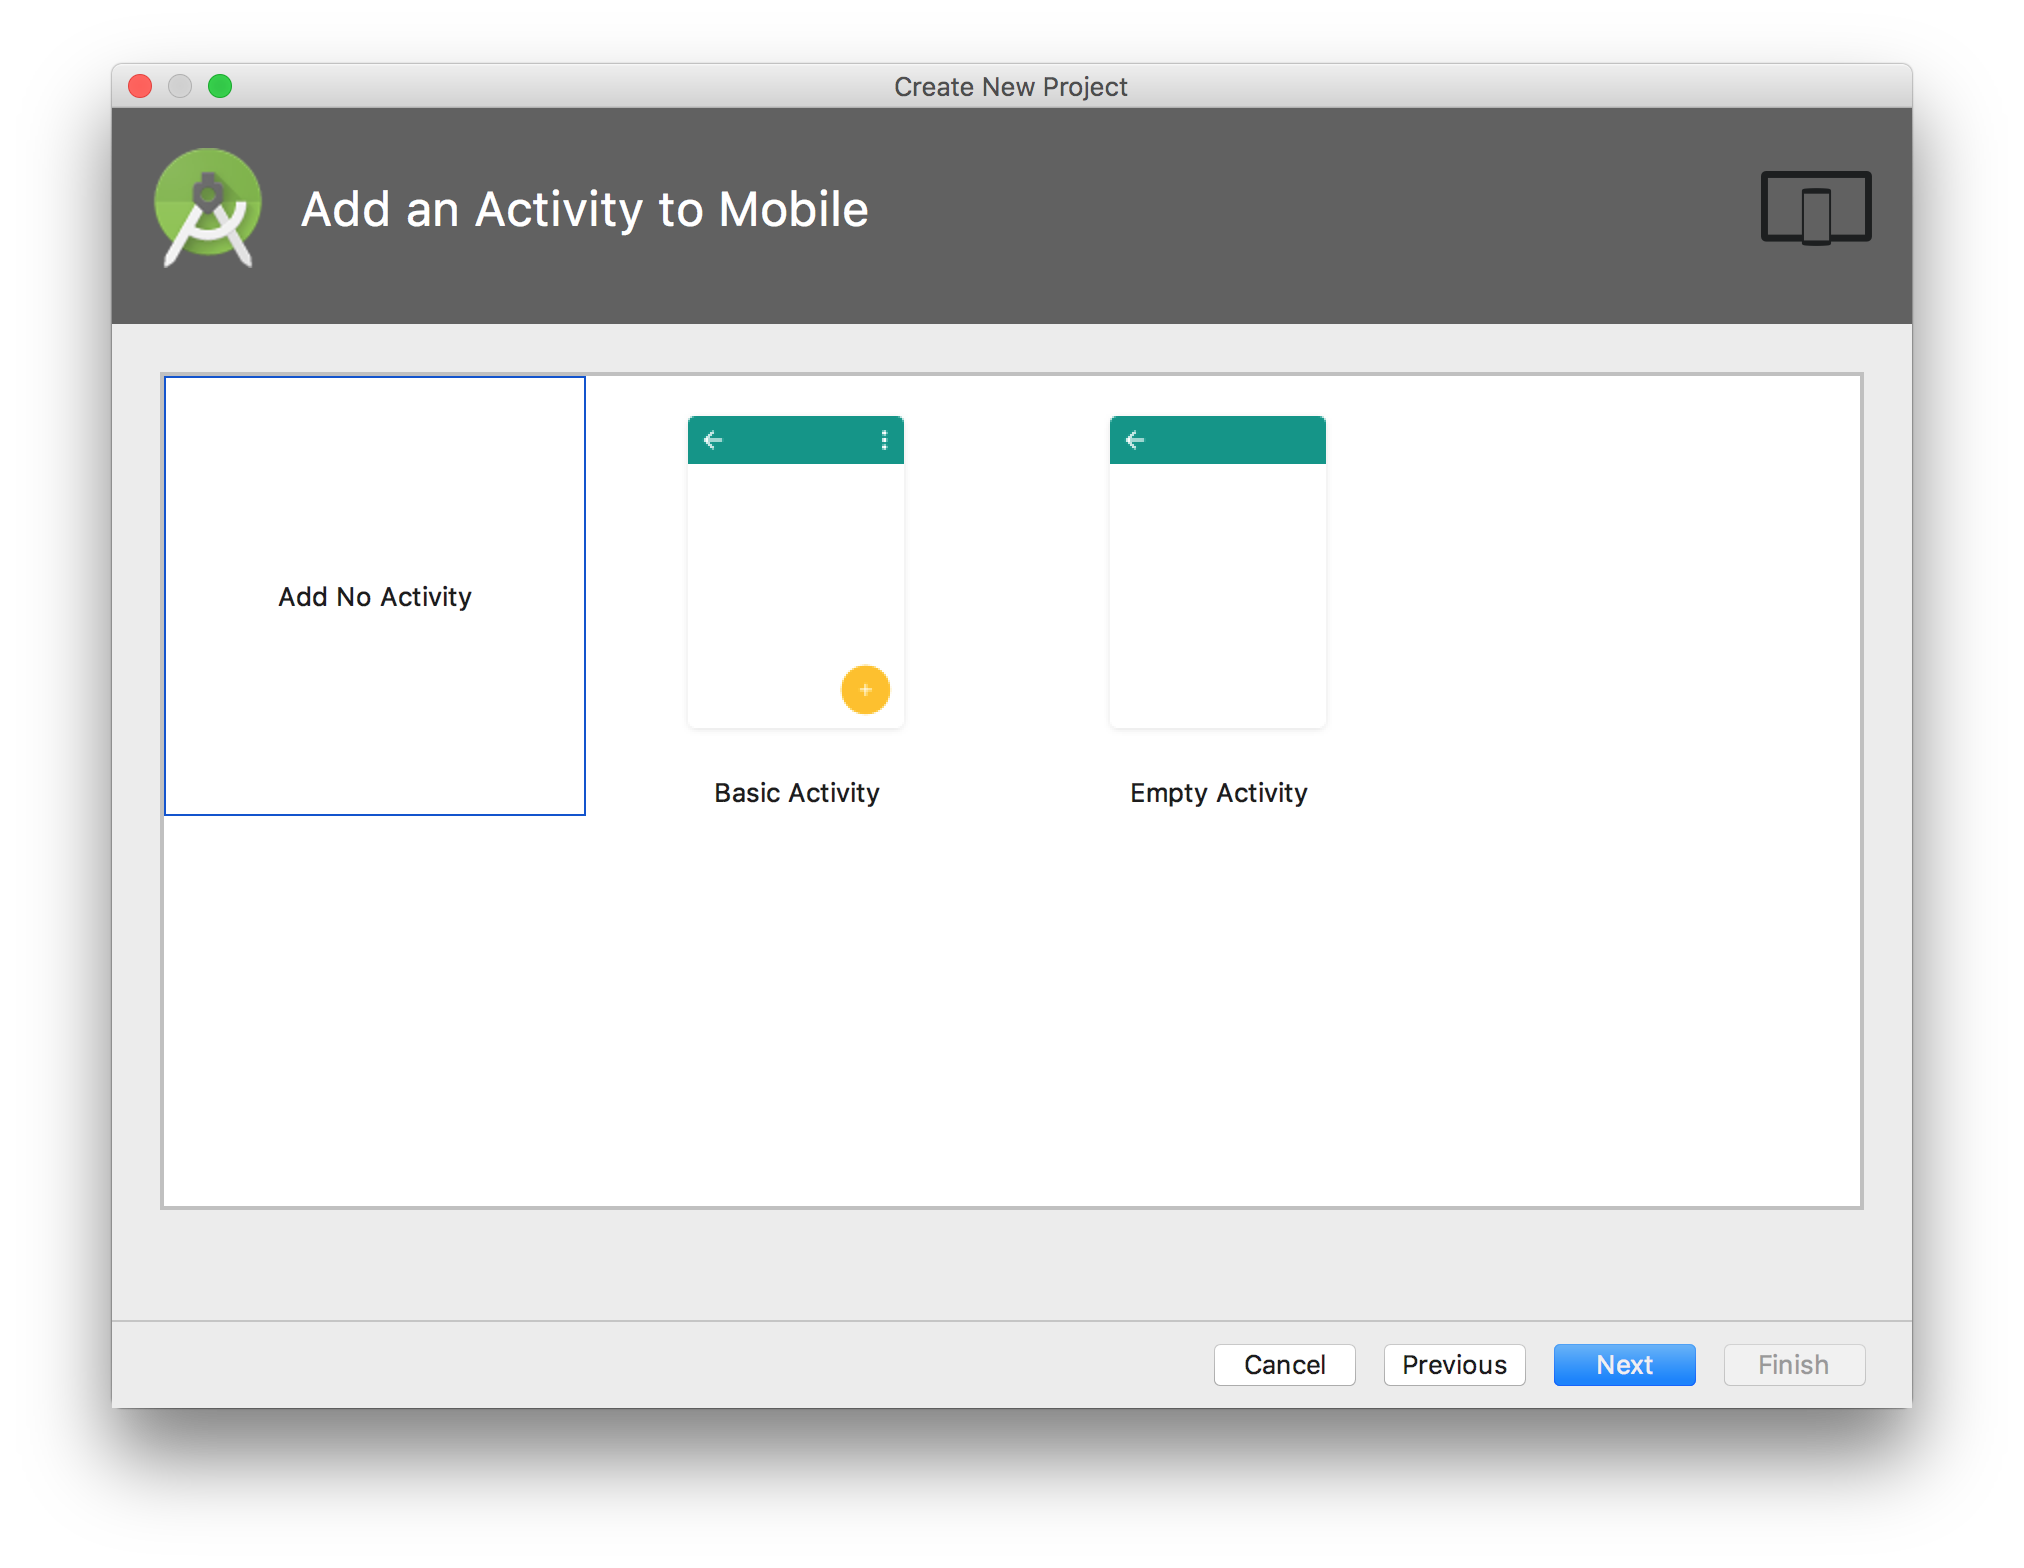 Create New Project
Add an Activity to Mobile
Add No Activity
Basic Activity
Empty Activity
Cancel
Previous
Next
Finish